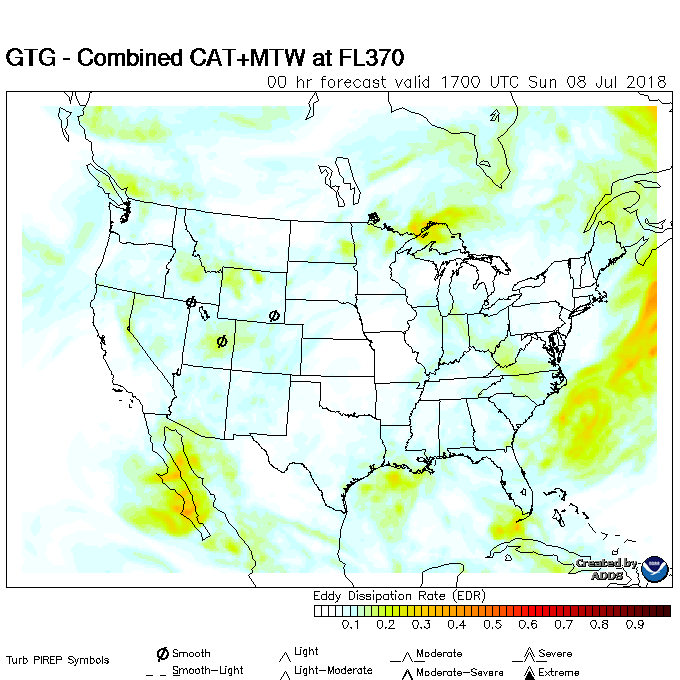 GTG - Combined CAT+MTW at FL370
00 hr forecast valid 1700 UTC Sun 08 Jul 2018
Created by
ADDS
Eddy Dissipation Rate (EDR)
0.1 0.2 0.3 0.4 0.5 0.6 0.7 0.8 0.9
Turb PIREP Symbols
Smooth Light Moderate Severe
Smooth-Light Light-Moderate Moderate-Severe Extreme